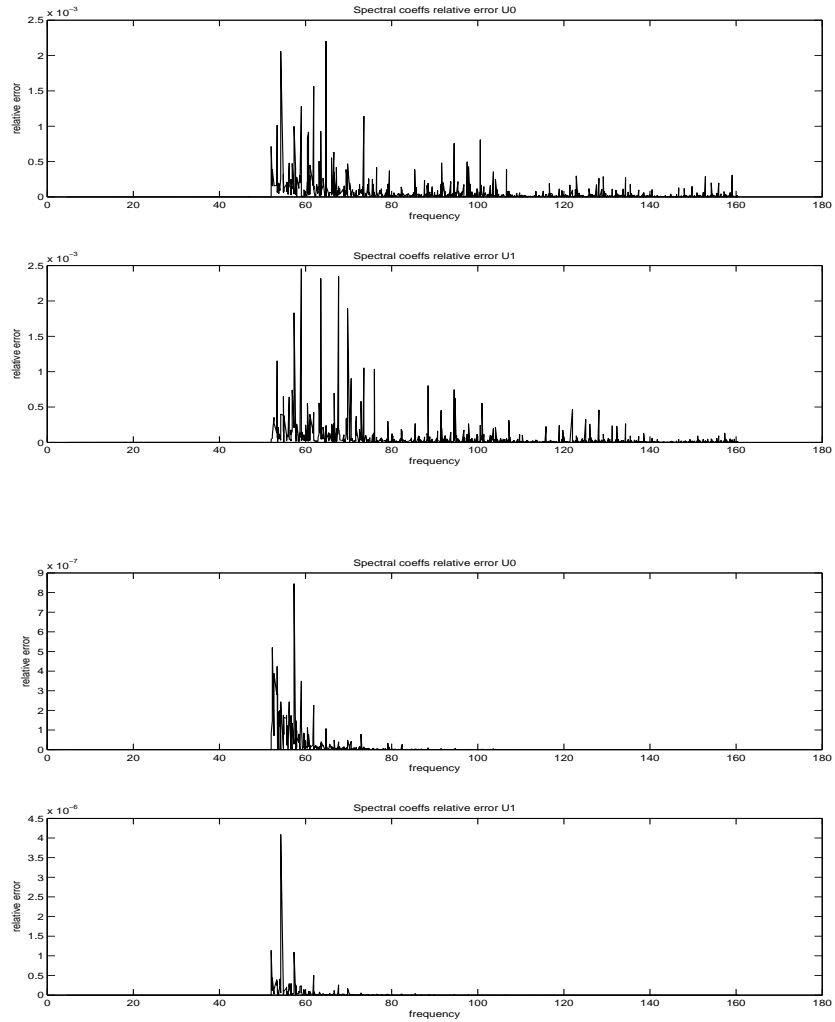 Spectral coeffs relative error U0
x 10⁻³
2.5
2
1.5
1
0.5
0
relative error
0 20 40 60 80 100 120 140 160 180
frequency
Spectral coeffs relative error U1
x 10⁻³
2.5
2
1.5
1
0.5
0
relative error
0 20 40 60 80 100 120 140 160 180
frequency
Spectral coeffs relative error U0
x 10⁻⁷
9
8
7
6
5
4
3
2
1
0
relative error
0 20 40 60 80 100 120 140 160 180
frequency
Spectral coeffs relative error U1
x 10⁻⁶
4.5
4
3.5
3
2.5
2
1.5
1
0.5
0
relative error
0 20 40 60 80 100 120 140 160 180
frequency